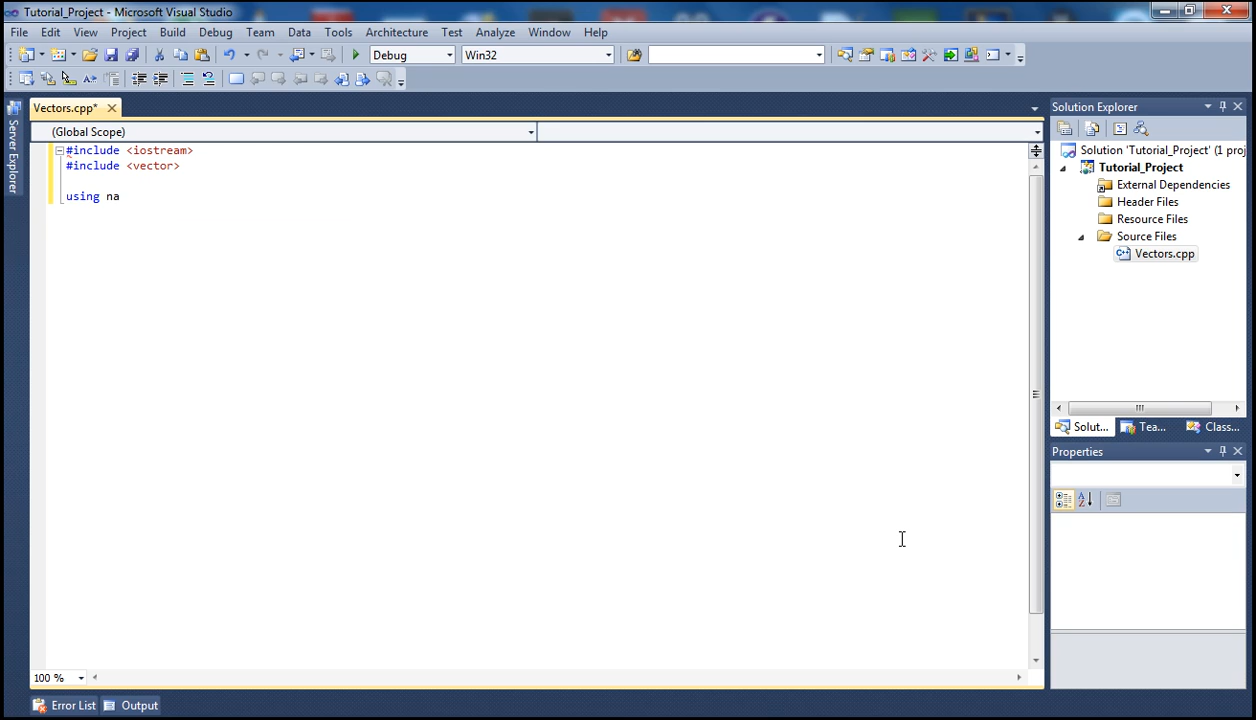 Tutorial_Project - Microsoft Visual Studio
File Edit View Project Build Debug Team Data Tools Architecture Test Analyze Window Help
Debug Win32
Vectors.cpp*
(Global Scope)
#include <iostream>
#include <vector>
using na
100 %
Error List Output
Server Explorer
Solution Explorer
Solution 'Tutorial_Project' (1 proj
Tutorial_Project
External Dependencies
Header Files
Resource Files
Source Files
Vectors.cpp
Solut... Tea... Class...
Properties